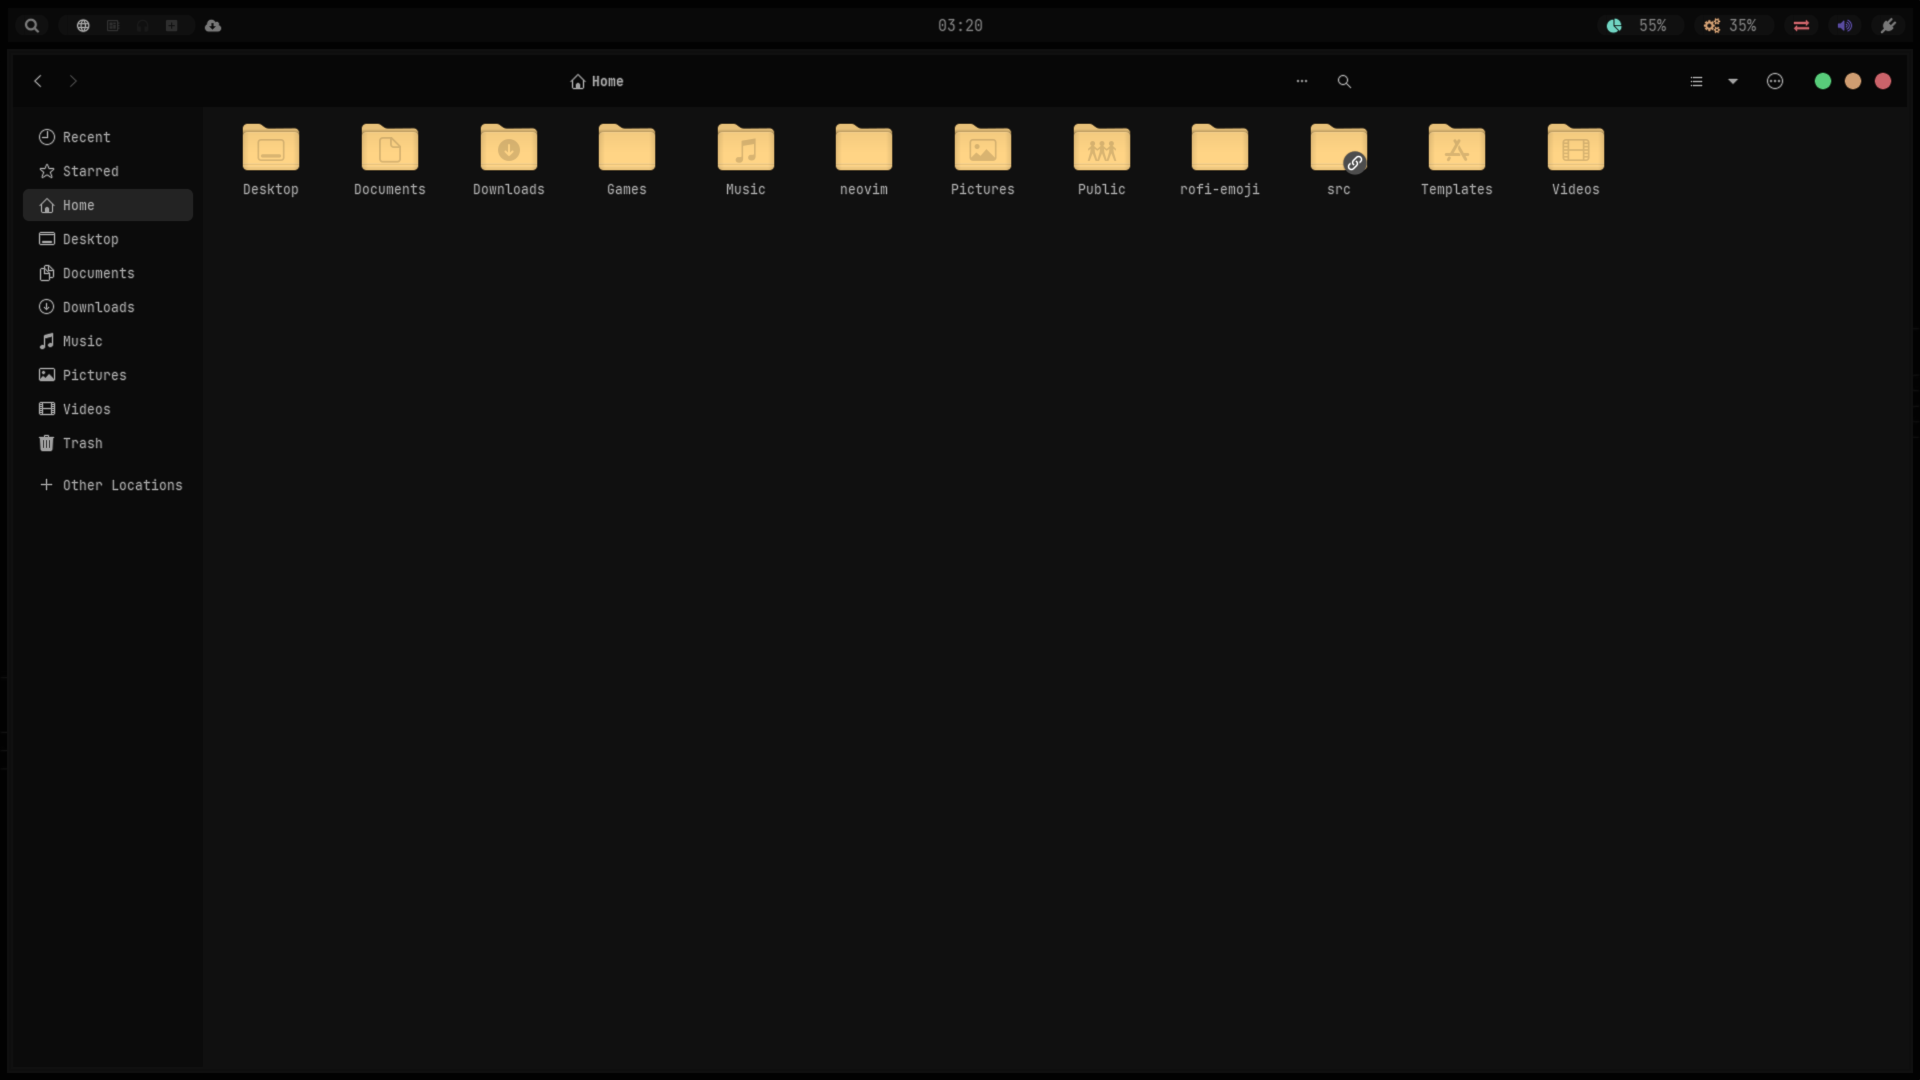 03:20
55%
35%
Home
Recent
Starred
Home
Desktop
Documents
Downloads
Music
Pictures
Videos
Trash
Other Locations
Desktop
Documents
Downloads
Games
Music
neovim
Pictures
Public
rofi-emoji
src
Templates
Videos